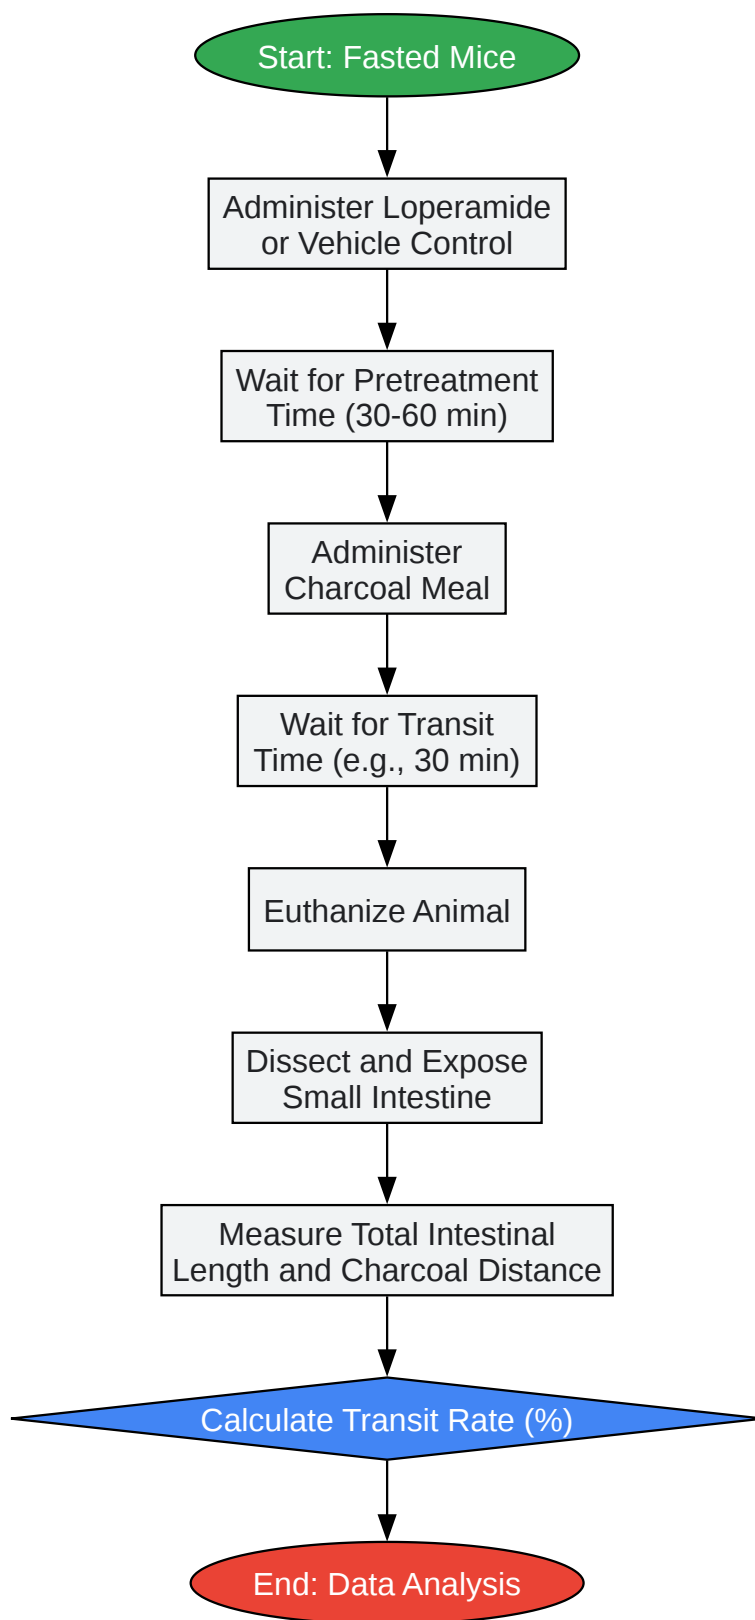 Start: Fasted Mice
Administer Loperamide
or Vehicle Control
Wait for Pretreatment
Time (30-60 min)
Administer
Charcoal Meal
Wait for Transit
Time (e.g., 30 min)
Euthanize Animal
Dissect and Expose
Small Intestine
Measure Total Intestinal
Length and Charcoal Distance
Calculate Transit Rate (%)
End: Data Analysis